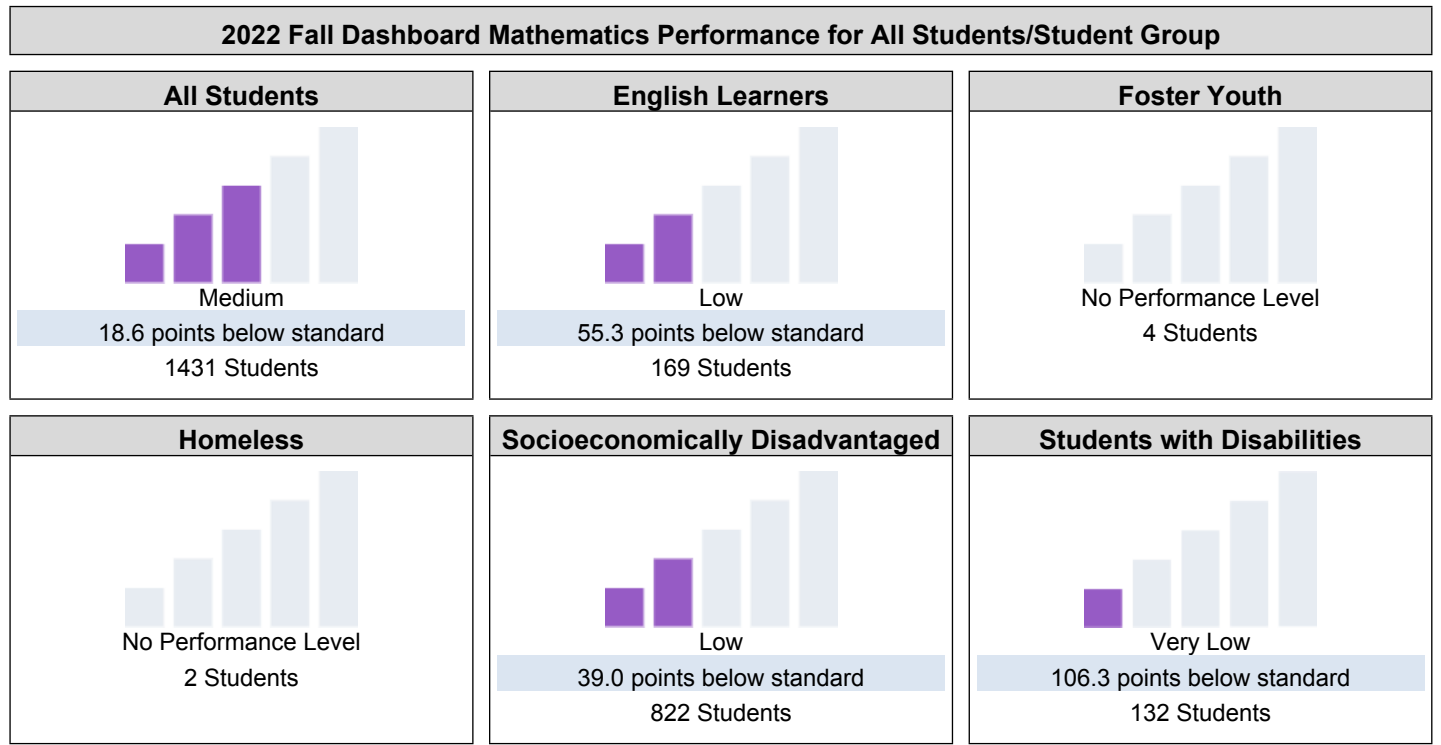 2022 Fall Dashboard Mathematics Performance for All Students/Student Group
All Students
Medium
18.6 points below standard
1431 Students
English Learners
Low
55.3 points below standard
169 Students
Foster Youth
No Performance Level
4 Students
Homeless
No Performance Level
2 Students
Socioeconomically Disadvantaged
Low
39.0 points below standard
822 Students
Students with Disabilities
Very Low
106.3 points below standard
132 Students